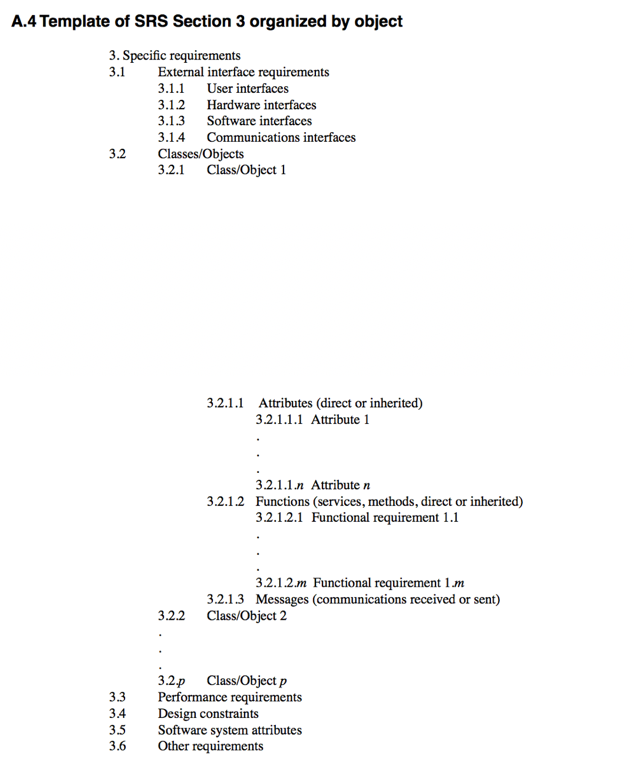 A.4 Template of SRS Section 3 organized by object
3. Specific requirements
3.1 External interface requirements
3.1.1 User interfaces
3.1.2 Hardware interfaces
3.1.3 Software interfaces
3.1.4 Communications interfaces
3.2 Classes/Objects
3.2.1 Class/Object 1
3.2.1.1 Attributes (direct or inherited)
3.2.1.1.1 Attribute 1
.
.
.
3.2.1.1.n Attribute n
3.2.1.2 Functions (services, methods, direct or inherited)
3.2.1.2.1 Functional requirement 1.1
.
.
.
3.2.1.2.m Functional requirement 1.m
3.2.1.3 Messages (communications received or sent)
3.2.2 Class/Object 2
.
.
.
3.2.p Class/Object p
3.3 Performance requirements
3.4 Design constraints
3.5 Software system attributes
3.6 Other requirements